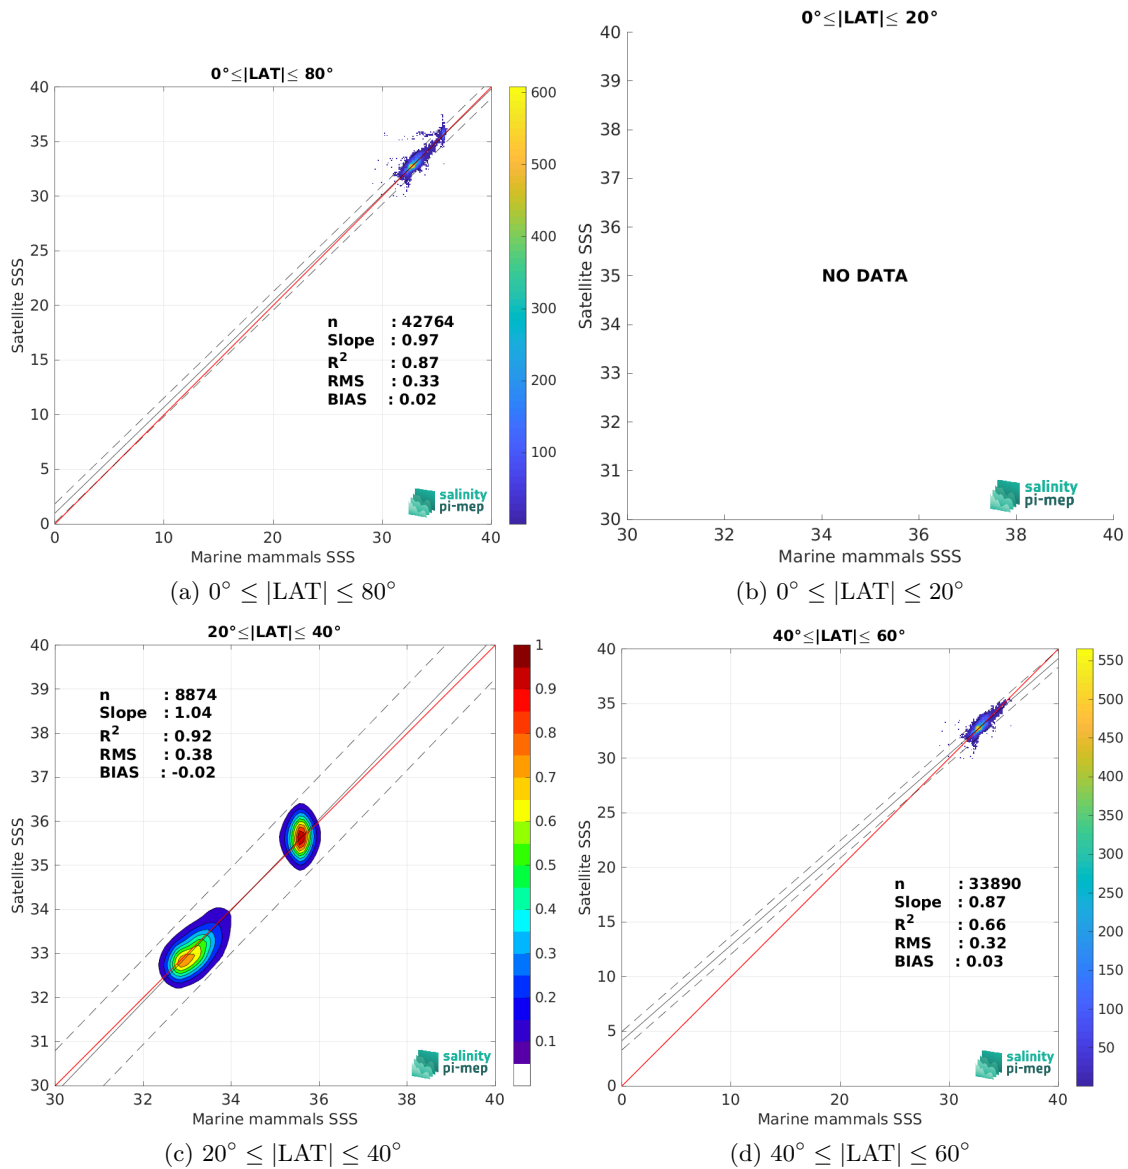 0°≤|LAT|≤ 80°
40
35
30
25
20
15
10
5
0
Satellite SSS
0
10
20
30
40
Marine mammals SSS
600
500
400
300
200
100
n : 42764
Slope : 0.97
R² : 0.87
RMS : 0.33
BIAS : 0.02
salinity
pi-mep
(a) 0° ≤ |LAT| ≤ 80°
0°≤|LAT|≤ 20°
40
39
38
37
36
35
34
33
32
31
30
Satellite SSS
NO DATA
30
32
34
36
38
40
Marine mammals SSS
salinity
pi-mep
(b) 0° ≤ |LAT| ≤ 20°
20°≤|LAT|≤ 40°
40
39
38
37
36
35
34
33
32
31
30
Satellite SSS
30
32
34
36
38
40
Marine mammals SSS
1
0.9
0.8
0.7
0.6
0.5
0.4
0.3
0.2
0.1
n : 8874
Slope : 1.04
R² : 0.92
RMS : 0.38
BIAS : -0.02
salinity
pi-mep
(c) 20° ≤ |LAT| ≤ 40°
40°≤|LAT|≤ 60°
40
35
30
25
20
15
10
5
0
Satellite SSS
0
10
20
30
40
Marine mammals SSS
550
500
450
400
350
300
250
200
150
100
50
n : 33890
Slope : 0.87
R² : 0.66
RMS : 0.32
BIAS : 0.03
salinity
pi-mep
(d) 40° ≤ |LAT| ≤ 60°